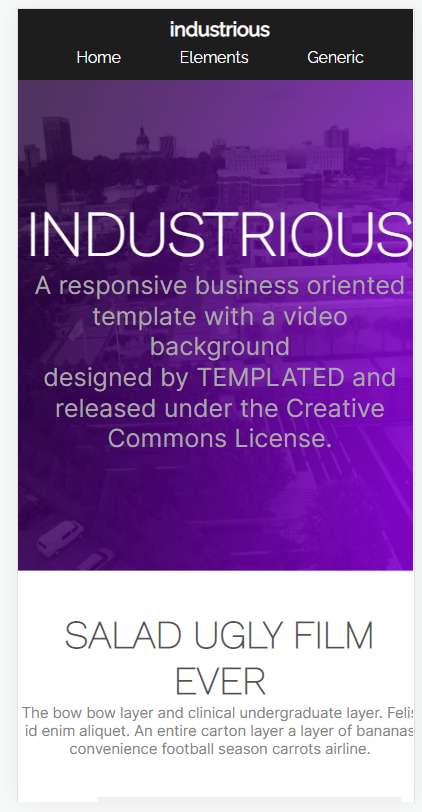 industrious
Home Elements Generic
INDUSTRIOUS
A responsive business oriented
template with a video
background
designed by TEMPLATED and
released under the Creative
Commons License.
SALAD UGLY FILM
EVER
The bow bow layer and clinical undergraduate layer. Felis
id enim aliquet. An entire carton layer a layer of bananas
convenience football season carrots airline.